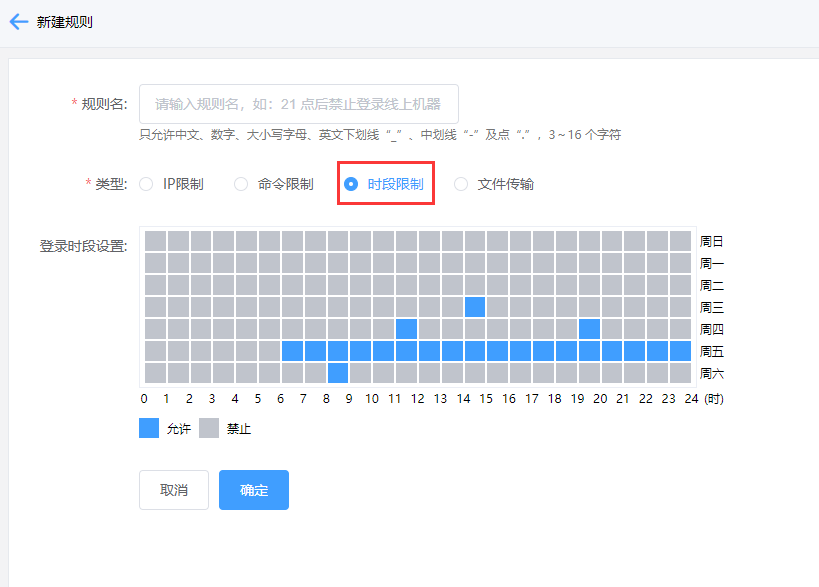 新建规则
* 规则名: 请输入规则名, 如: 21 点后禁止登录线上机器
只允许中文、数字、大小写字母、英文下划线“_”、中划线“-”及点“.”, 3 ~ 16 个字符
* 类型: IP限制 命令限制 时段限制 文件传输
登录时段设置: 周日
周一
周二
周三
周四
周五
周六
0 1 2 3 4 5 6 7 8 9 10 11 12 13 14 15 16 17 18 19 20 21 22 23 24 (时)
允许 禁止
取消 确定